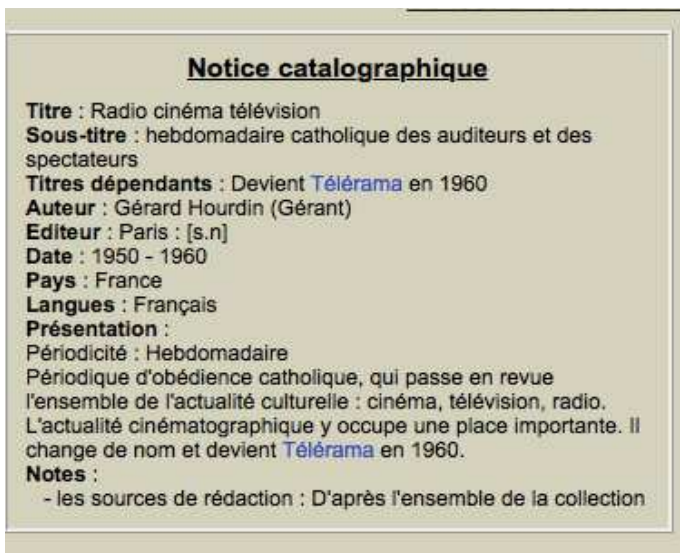 Notice catalographique
Titre : Radio cinéma télévision
Sous-titre : hebdomadaire catholique des auditeurs et des
spectateurs
Titres dépendants : Devient Télérama en 1960
Auteur : Gérard Hourdin (Gérant)
Editeur : Paris : [s.n]
Date : 1950 - 1960
Pays : France
Langues : Français
Présentation :
Périodicité : Hebdomadaire
Périodique d'obédience catholique, qui passe en revue
l'ensemble de l'actualité culturelle : cinéma, télévision, radio.
L'actualité cinématographique y occupe une place importante. Il
change de nom et devient Télérama en 1960.
Notes :
- les sources de rédaction : D'après l'ensemble de la collection